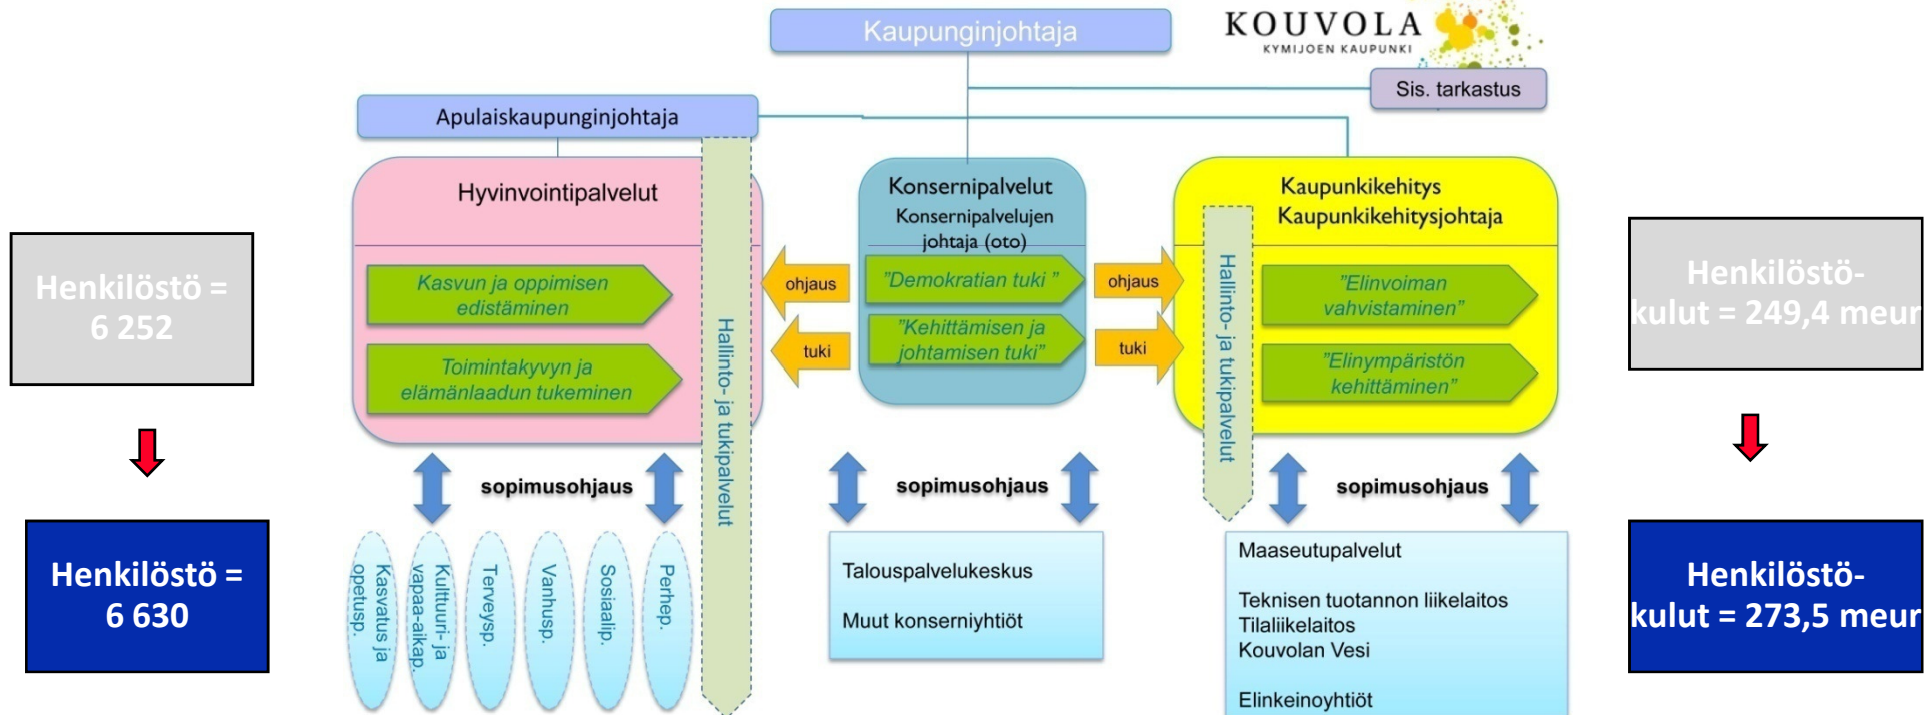 Kaupunginjohtaja
KOUVOLA
KYMIJOEN KAUPUNKI
Sis. tarkastus
Apulaiskaupunginjohtaja
Hyvinvointipalvelut
Kasvun ja oppimisen
edistäminen
Toimintakyvyn ja
elämänlaadun tukeminen
Hallinto- ja tukipalvelut
Konsernipalvelut
Konsernipalvelujen
johtaja (oto)
"Demokratian tuki "
"Kehittämisen ja
johtamisen tuki"
ohjaus
tuki
ohjaus
tuki
Kaupunkikehitys
Kaupunkikehitysjohtaja
Hallinto- ja tukipalvelut
"Elinvoiman
vahvistaminen"
"Elinympäristön
kehittäminen"
Henkilöstö =
6 252
Henkilöstö =
6 630
Henkilöstö-
kulut = 249,4 meur
Henkilöstö-
kulut = 273,5 meur
sopimusohjaus
sopimusohjaus
sopimusohjaus
Kasvatus ja
opetusp.
Kulttuuri- ja
vapaa-aikap.
Terveysp.
Vanhusp.
Sosiaalip.
Perhep.
Talouspalvelukeskus
Muut konserniyhtiöt
Maaseutupalvelut
Teknisen tuotannon liikelaitos
Tilaliikelaitos
Kouvolan Vesi
Elinkeinoyhtiöt